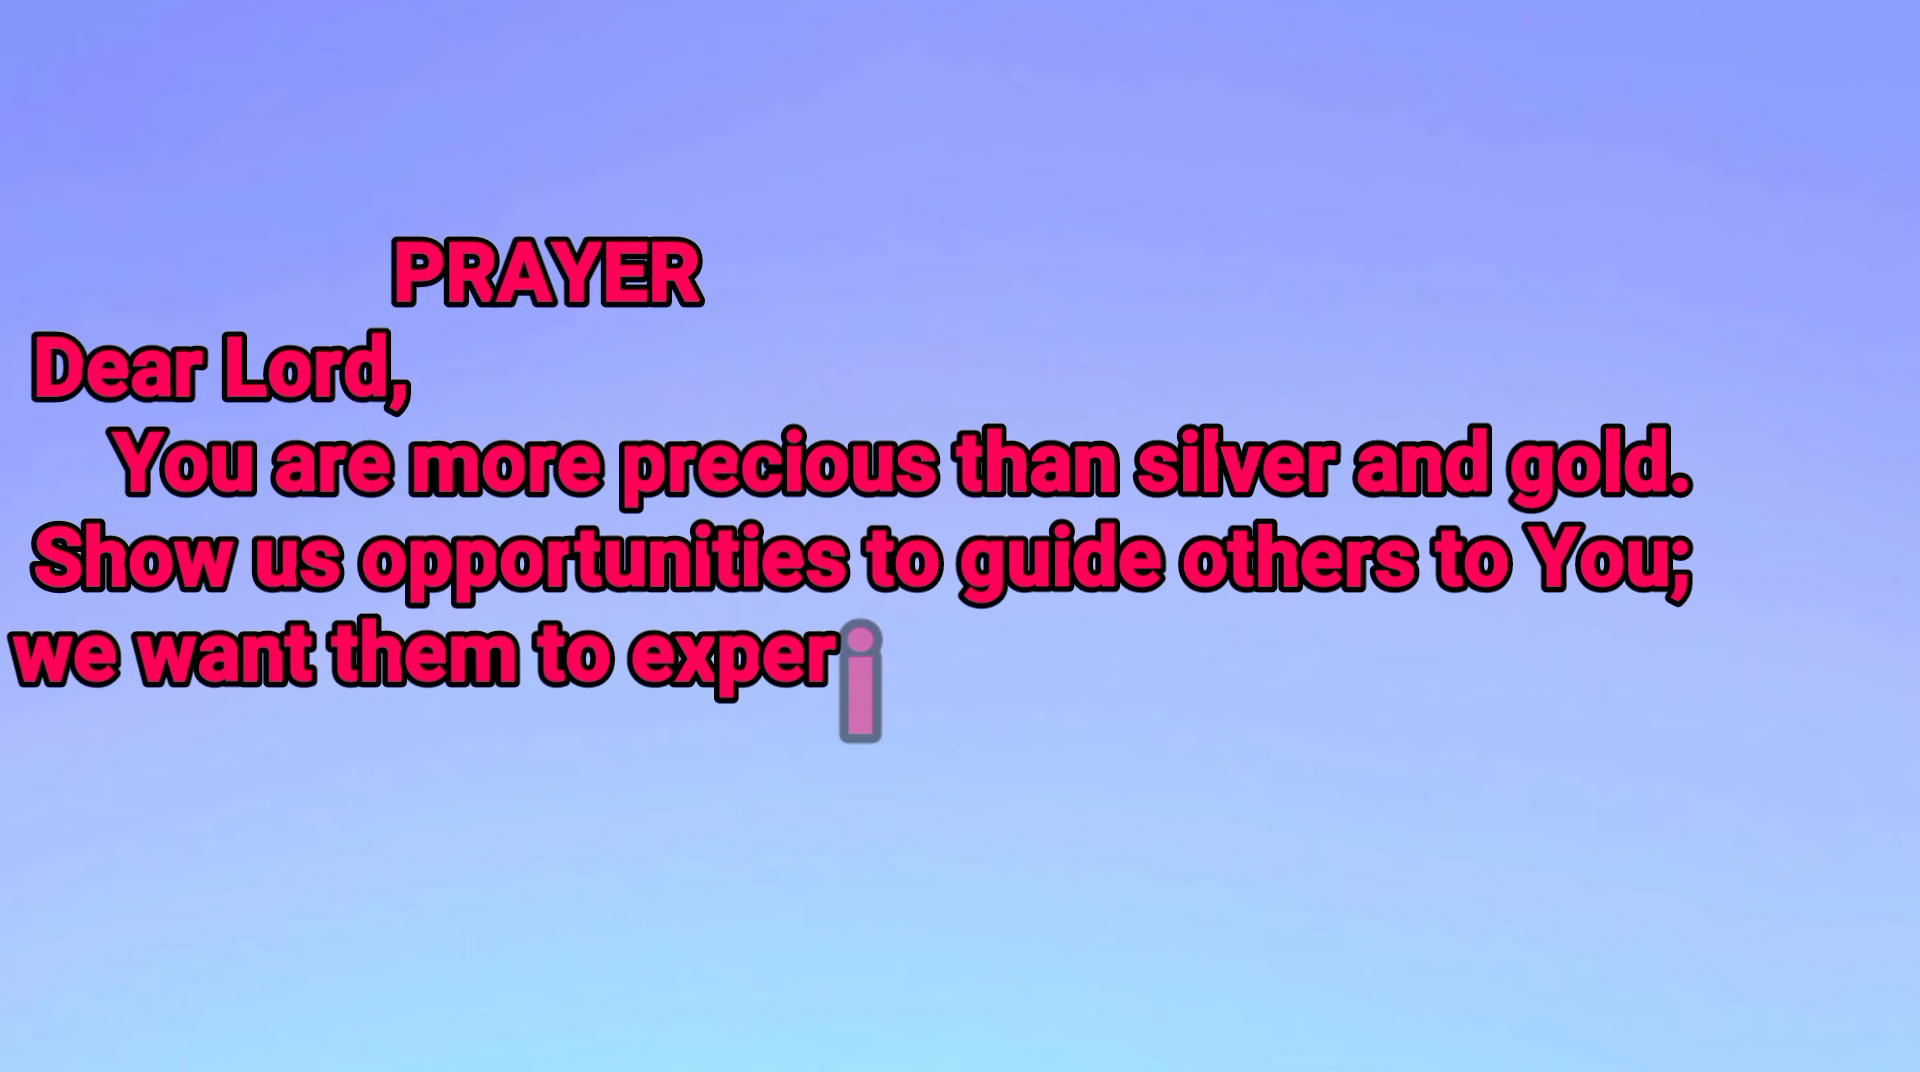 PRAYER
Dear Lord,
You are more precious than silver and gold.
Show us opportunities to guide others to You;
we want them to experi